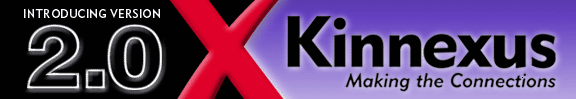 INTRODUCING VERSION
2.0
Kinnexus
Making the Connections